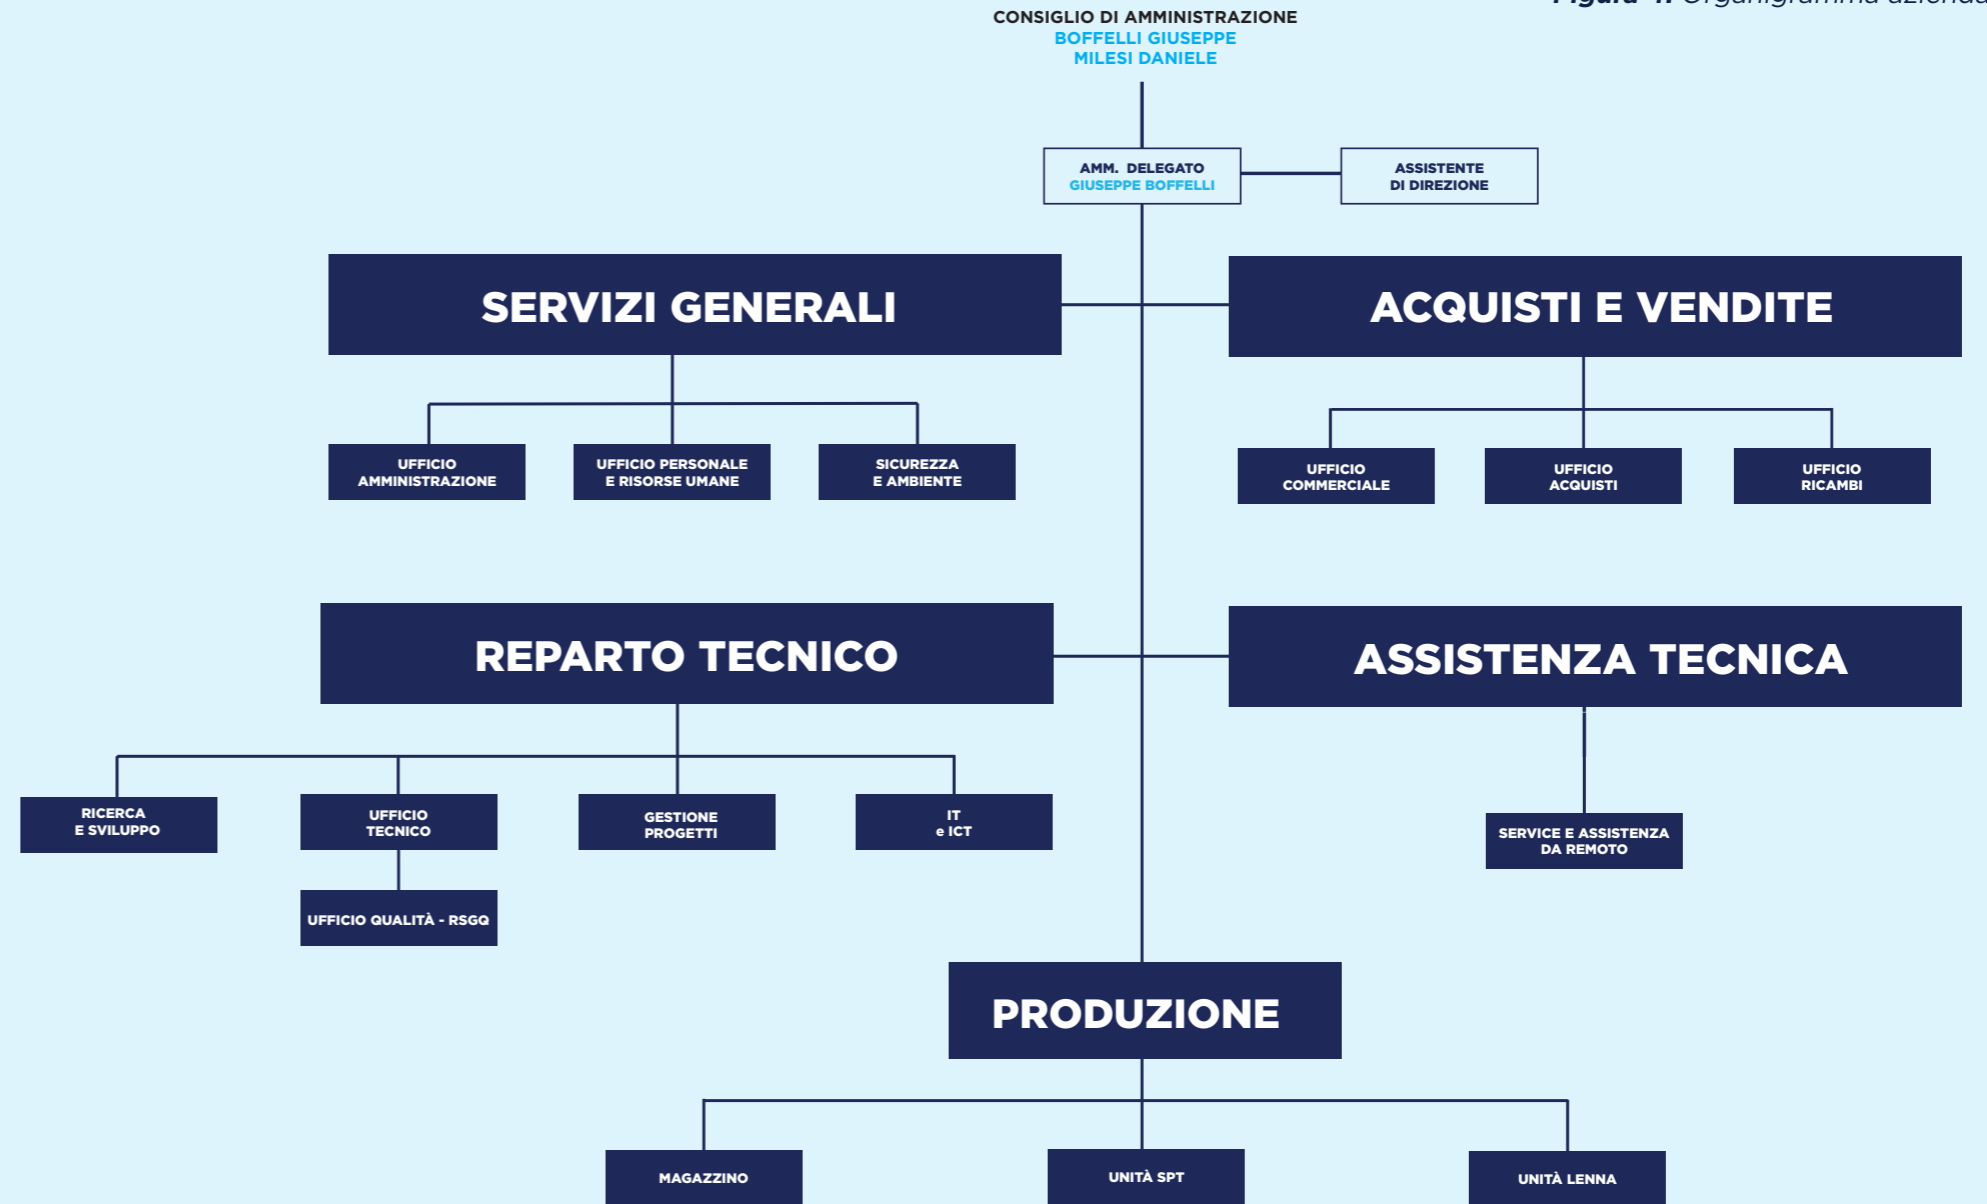 Figura 4. Organigramma
CONSIGLIO DI AMMINISTRAZIONE
BOFFELLI GIUSEPPE
MILESI DANIELE
AMM. DELEGATO
GIUSEPPE BOFFELLI
ASSISTENTE
DI DIREZIONE
SERVIZI GENERALI
ACQUISTI E VENDITE
UFFICIO
AMMINISTRAZIONE
UFFICIO PERSONALE
E RISORSE UMANE
SICUREZZA
E AMBIENTE
UFFICIO
COMMERCIALE
UFFICIO
ACQUISTI
UFFICIO
RICAMBI
REPARTO TECNICO
ASSISTENZA TECNICA
RICERCA
E SVILUPPO
UFFICIO
TECNICO
GESTIONE
PROGETTI
IT
e ICT
SERVICE E ASSISTENZA
DA REMOTO
UFFICIO QUALITÀ - RSGQ
PRODUZIONE
MAGAZZINO
UNITÀ SPT
UNITÀ LENNA